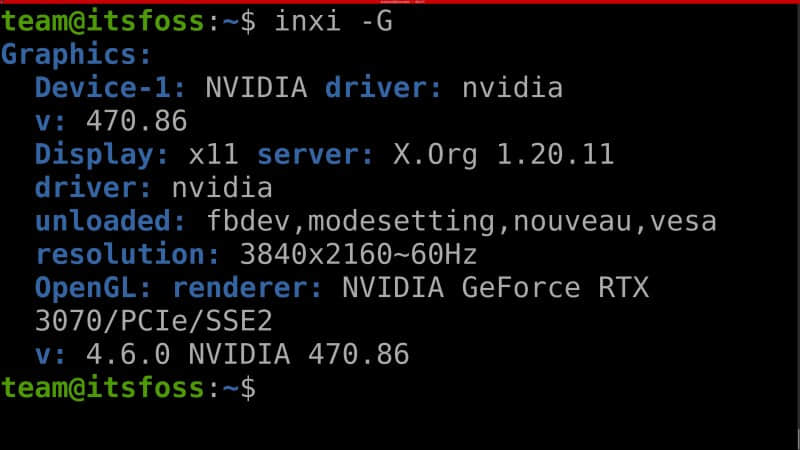 team@itsfoss:~$ inxi -G
Graphics:
Device-1: NVIDIA driver: nvidia
v: 470.86
Display: x11 server: X.Org 1.20.11
driver: nvidia
unloaded: fbdev,modesetting,nouveau,vesa
resolution: 3840x2160~60Hz
OpenGL: renderer: NVIDIA GeForce RTX
3070/PCIe/SSE2
v: 4.6.0 NVIDIA 470.86
team@itsfoss:~$